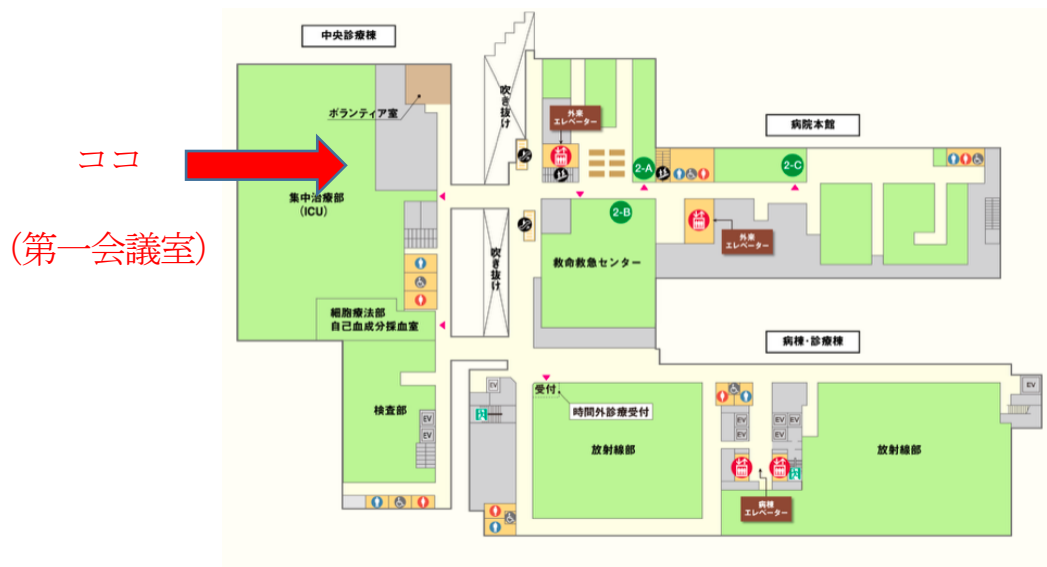 中央診療棟
ボランティア室
吹き抜け
外来
エレベーター
病院本館
ココ
2-A
2-C
集中治療部
(ICU)
2-B
(第一会議室)
外来
エレベーター
吹き抜け
救命救急センター
細胞療法部
自己血成分採血室
病棟・診療棟
EV
受付
EV
時間外診療受付
検査部
EV
EV
EV
EV
EV
EV
放射線部
放射線部
病棟
エレベーター